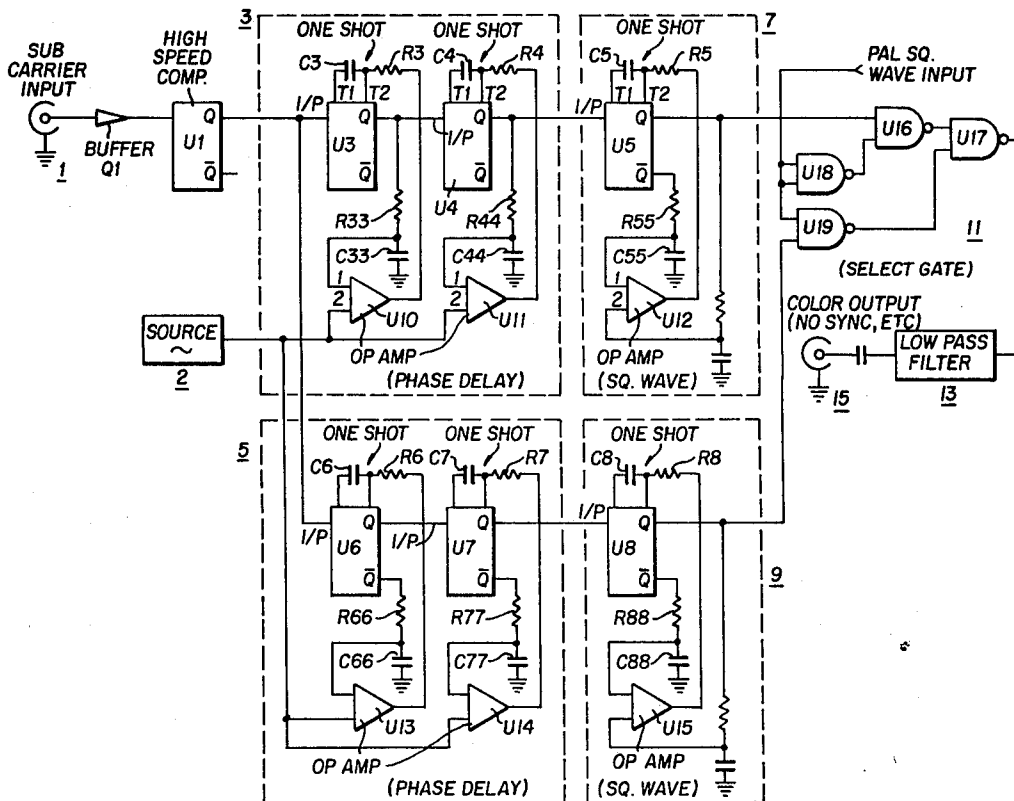 SUB
CARRIER
INPUT
1
BUFFER
Q1
HIGH
SPEED
COMP.
U1
Q
Q̅
3
ONE SHOT
C3
R3
T1
T2
I/P
U3
Q
Q̅
R33
C33
1
2
U10
ONE SHOT
C4
R4
T1
T2
I/P
Q
Q̅
U4
R44
C44
1
2
U11
OP AMP
(PHASE DELAY)
7
ONE SHOT
C5
R5
T1
T2
I/P
Q
U5
Q̅
R55
C55
1
2
U12
OP AMP
(SQ. WAVE)
PAL SQ.
WAVE INPUT
U16
U17
U18
U19
11
(SELECT GATE)
COLOR OUTPUT
(NO SYNC, ETC)
15
LOW PASS
FILTER
13
SOURCE
~
2
5
ONE SHOT
C6
R6
I/P
Q
U6
Q̅
R66
C66
U13
ONE SHOT
C7
R7
I/P
Q
U7
Q̅
R77
C77
U14
OP AMP
(PHASE DELAY)
ONE SHOT
C8
R8
I/P
Q
U8
Q̅
9
R88
C88
U15
OP AMP
(SQ. WAVE)